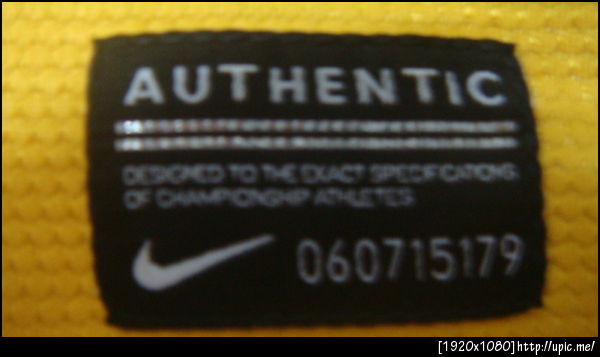 AUTHENTIC
DESIGNED TO THE EXACT SPECIFICATIONS
OF CHAMPIONSHIP ATHLETES
060715179
[1920x1080]http://upic.me/